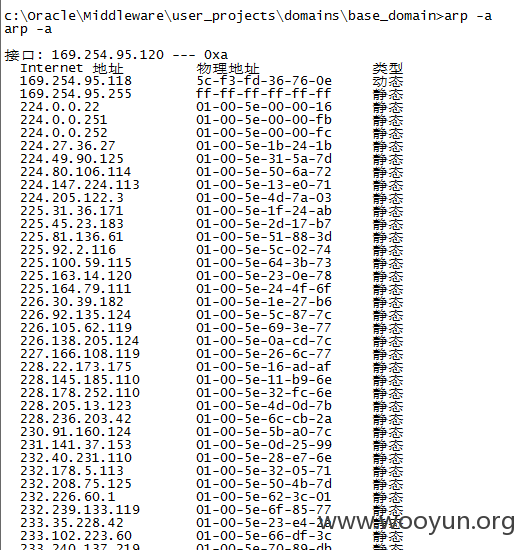 c:\Oracle\Middleware\user_projects\domains\base_domain>arp -a
arp -a
接口: 169.254.95.120 --- 0xa
Internet 地址 物理地址 类型
169.254.95.118 5c-f3-fd-36-76-0e 动态
169.254.95.255 ff-ff-ff-ff-ff-ff 静态
224.0.0.22 01-00-5e-00-00-16 静态
224.0.0.251 01-00-5e-00-00-fb 静态
224.0.0.252 01-00-5e-00-00-fc 静态
224.27.36.27 01-00-5e-1b-24-1b 静态
224.49.90.125 01-00-5e-31-5a-7d 静态
224.80.106.114 01-00-5e-50-6a-72 静态
224.147.224.113 01-00-5e-13-e0-71 静态
224.205.122.3 01-00-5e-4d-7a-03 静态
225.31.36.171 01-00-5e-1f-24-ab 静态
225.45.23.183 01-00-5e-2d-17-b7 静态
225.81.136.61 01-00-5e-51-88-3d 静态
225.92.2.116 01-00-5e-5c-02-74 静态
225.100.59.115 01-00-5e-64-3b-73 静态
225.163.14.120 01-00-5e-23-0e-78 静态
225.164.79.111 01-00-5e-24-4f-6f 静态
226.30.39.182 01-00-5e-1e-27-b6 静态
226.92.135.124 01-00-5e-5c-87-7c 静态
226.105.62.119 01-00-5e-69-3e-77 静态
226.138.205.124 01-00-5e-0a-cd-7c 静态
227.166.108.119 01-00-5e-26-6c-77 静态
228.22.173.175 01-00-5e-16-ad-af 静态
228.145.185.110 01-00-5e-11-b9-6e 静态
228.178.252.110 01-00-5e-32-fc-6e 静态
228.205.13.123 01-00-5e-4d-0d-7b 静态
228.236.203.42 01-00-5e-6c-cb-2a 静态
230.91.160.124 01-00-5e-5b-a0-7c 静态
231.141.37.153 01-00-5e-0d-25-99 静态
232.40.231.110 01-00-5e-28-e7-6e 静态
232.178.5.113 01-00-5e-32-05-71 静态
232.208.75.125 01-00-5e-50-4b-7d 静态
232.226.60.1 01-00-5e-62-3c-01 静态
232.239.133.119 01-00-5e-6f-85-77 静态
233.35.228.42 01-00-5e-23-e4-2a 静态
233.102.223.60 01-00-5e-66-df-3c 静态
233.240.137.219 01-00-5e-70-89-db 静态
www.wooyun.org